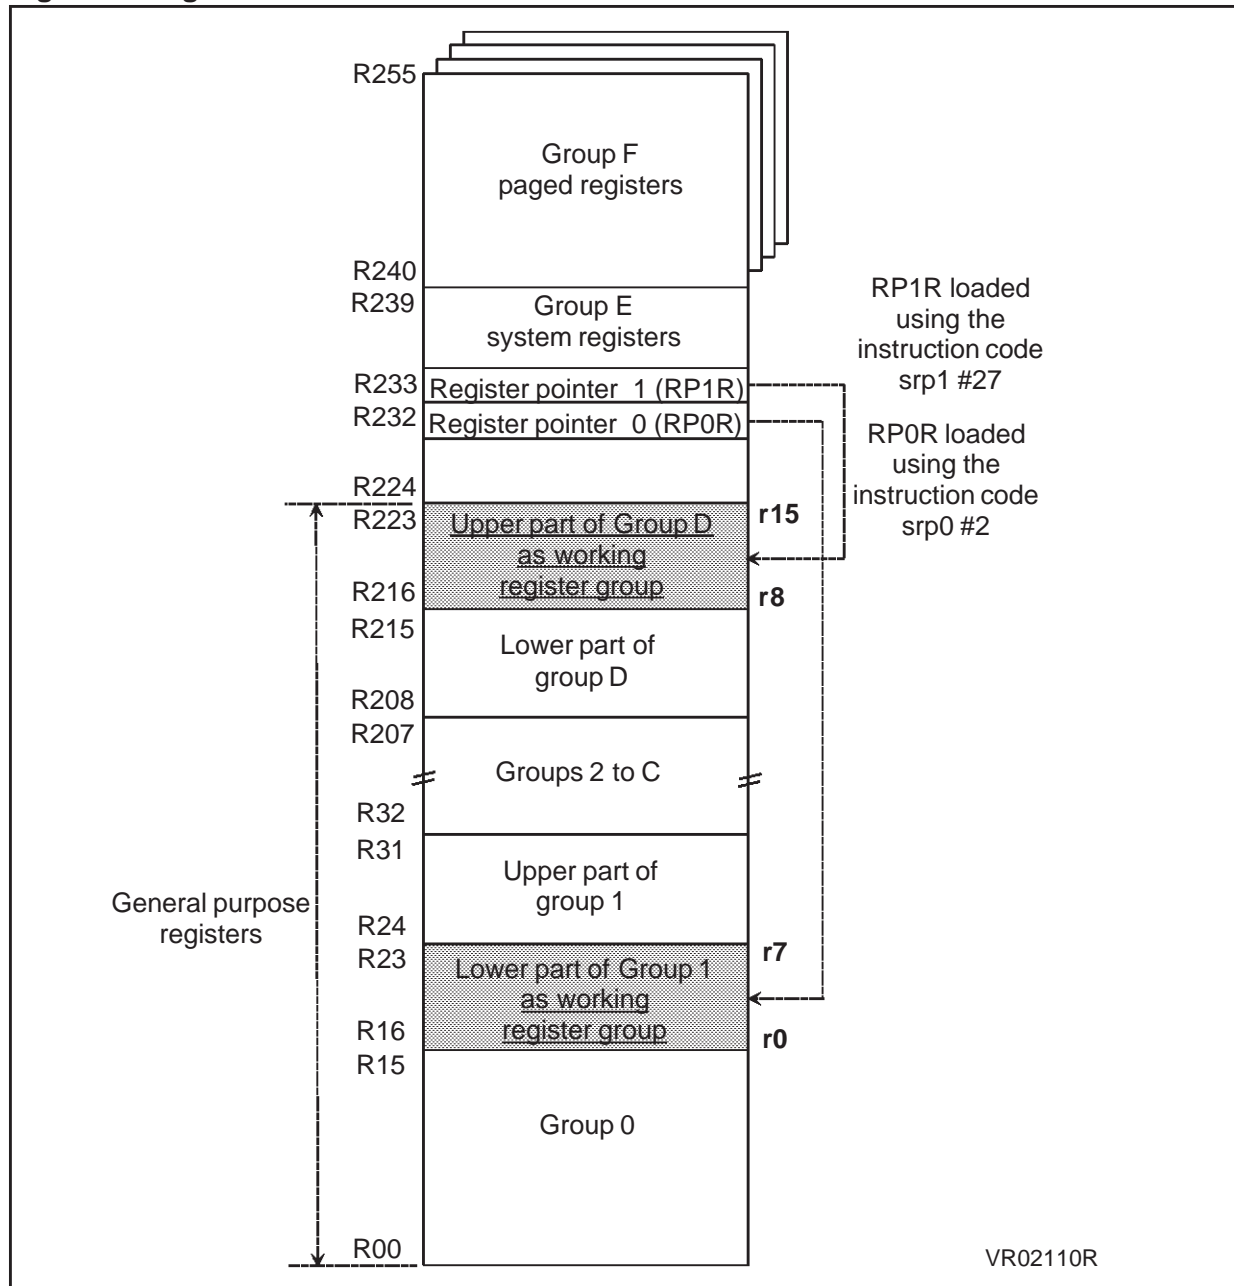 R255
Group F
paged registers
R240
R239
Group E
system registers
RP1R loaded
using the
instruction code
srp1 #27
R233
Register pointer 1 (RP1R)
R232
Register pointer 0 (RP0R)
RP0R loaded
using the
instruction code
srp0 #2
R224
R223
Upper part of Group D
as working
register group
r15
R216
r8
R215
Lower part of
group D
R208
R207
Groups 2 to C
R32
R31
Upper part of
group 1
General purpose
registers
R24
R23
r7
Lower part of Group 1
as working
register group
R16
r0
R15
Group 0
R00
VR02110R